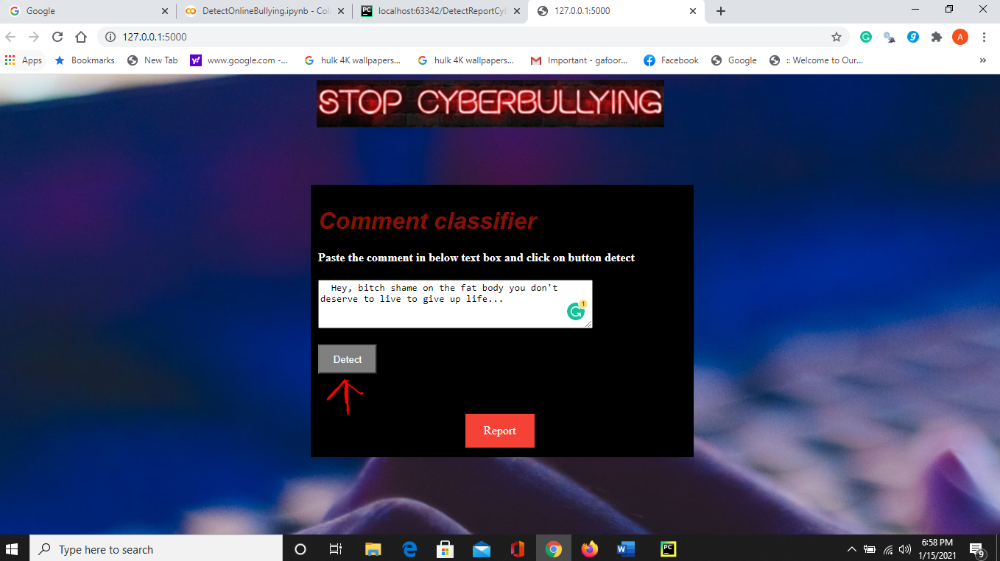 Google
DetectOnlineBullying.ipynb - Col
localhost:63342/DetectReportCyb
127.0.0.1:5000
127.0.0.1:5000
A
Apps
Bookmarks
New Tab
www.google.com -...
hulk 4K wallpapers...
hulk 4K wallpapers...
Important - gafoor...
Facebook
Google
:: Welcome to Our...
»
STOP CYBERBULLYING
Comment classifier
Paste the comment in below text box and click on button detect
Hey, bitch shame on the fat body you don't
deserve to live to give up life...
1
Detect
Report
Type here to search
6:58 PM
1/15/2021
9